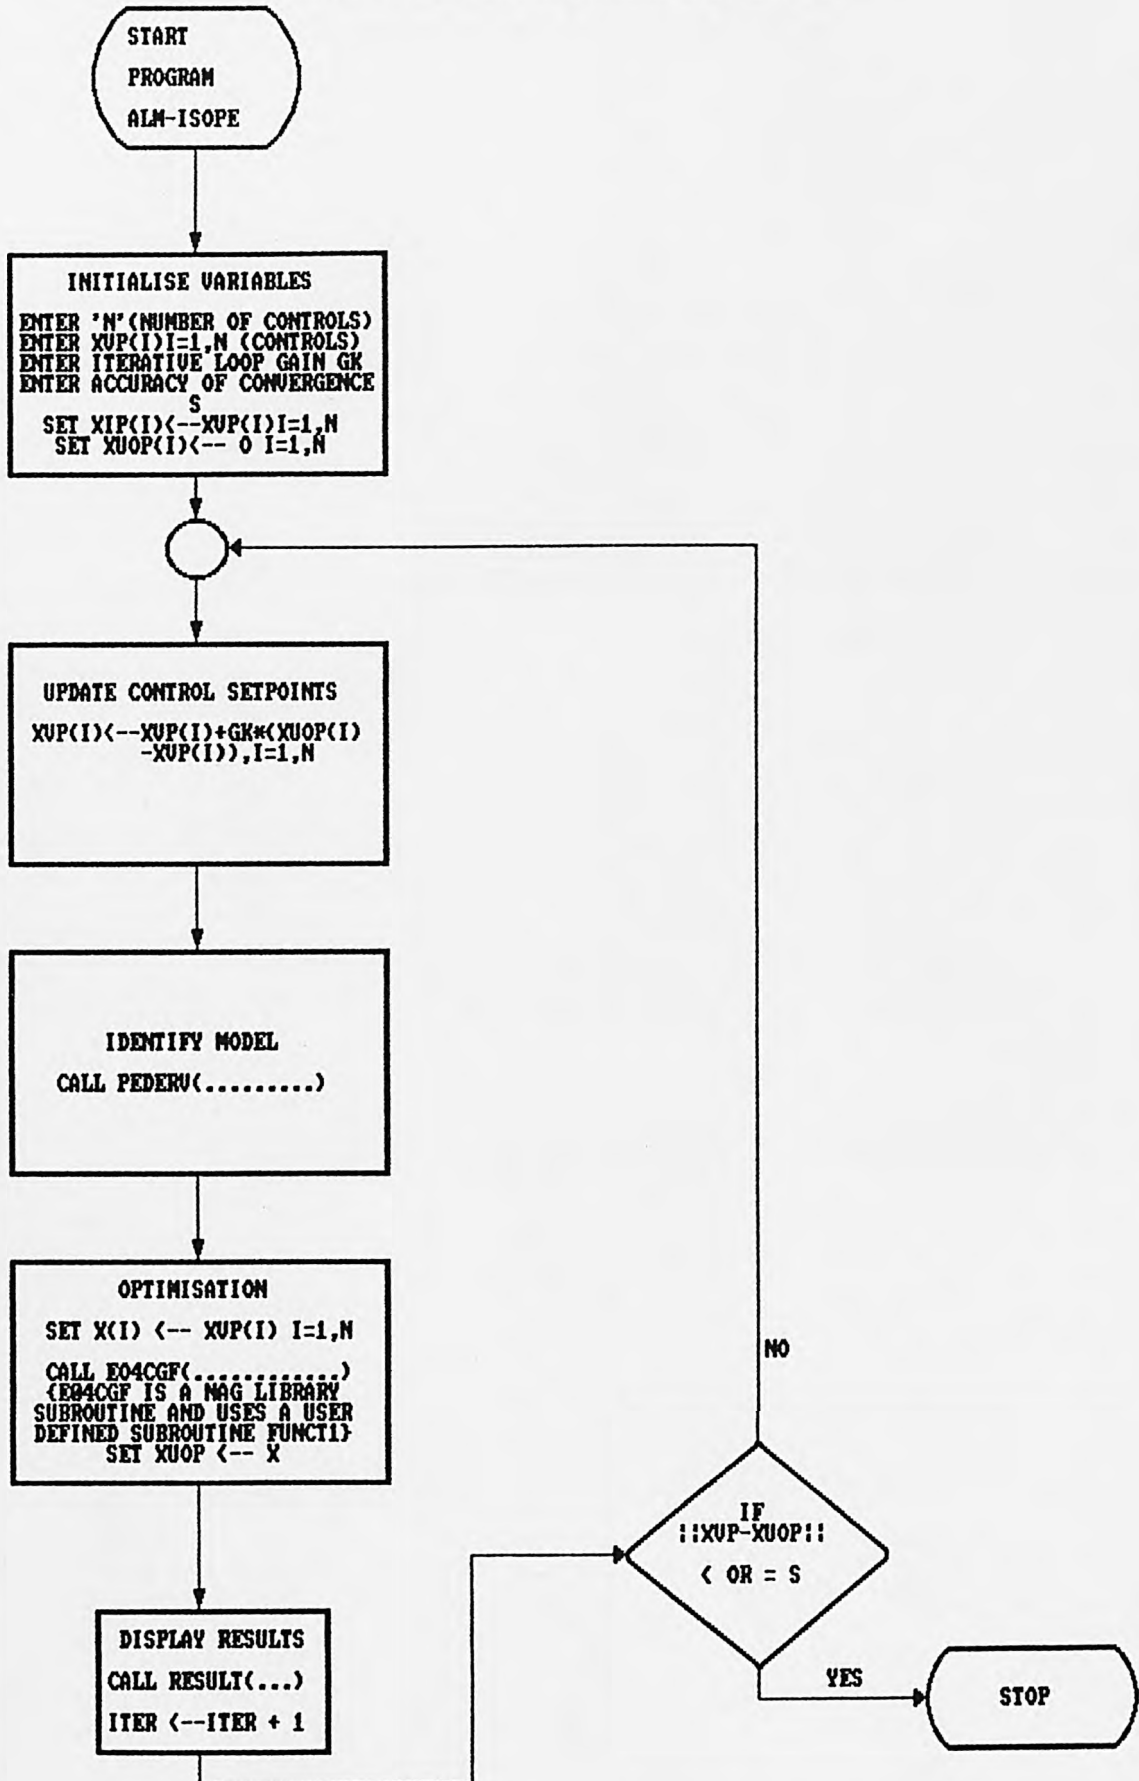 START
PROGRAM
ALM-ISOPE
INITIALISE VARIABLES
ENTER 'N'(NUMBER OF CONTROLS)
ENTER XVP(I)I=1,N (CONTROLS)
ENTER ITERATIVE LOOP GAIN GK
ENTER ACCURACY OF CONVERGENCE
S
SET XIP(I)<--XVP(I)I=1,N
SET XUOP(I)<-- O I=1,N
UPDATE CONTROL SETPOINTS
XVP(I)<--XVP(I)+GK*(XUOP(I)
-XVP(I)),I=1,N
IDENTIFY MODEL
CALL PEDERV(.........)
OPTIMISATION
SET X(I) <-- XVP(I) I=1,N
CALL EO4CGF(............)
{E04CGF IS A NAG LIBRARY
SUBROUTINE AND USES A USER
DEFINED SUBROUTINE FUNCT1}
SET XUOP <-- X
DISPLAY RESULTS
CALL RESULT(...)
ITER <--ITER + 1
IF
||XVP-XUOP||
< OR = S
NO
YES
STOP